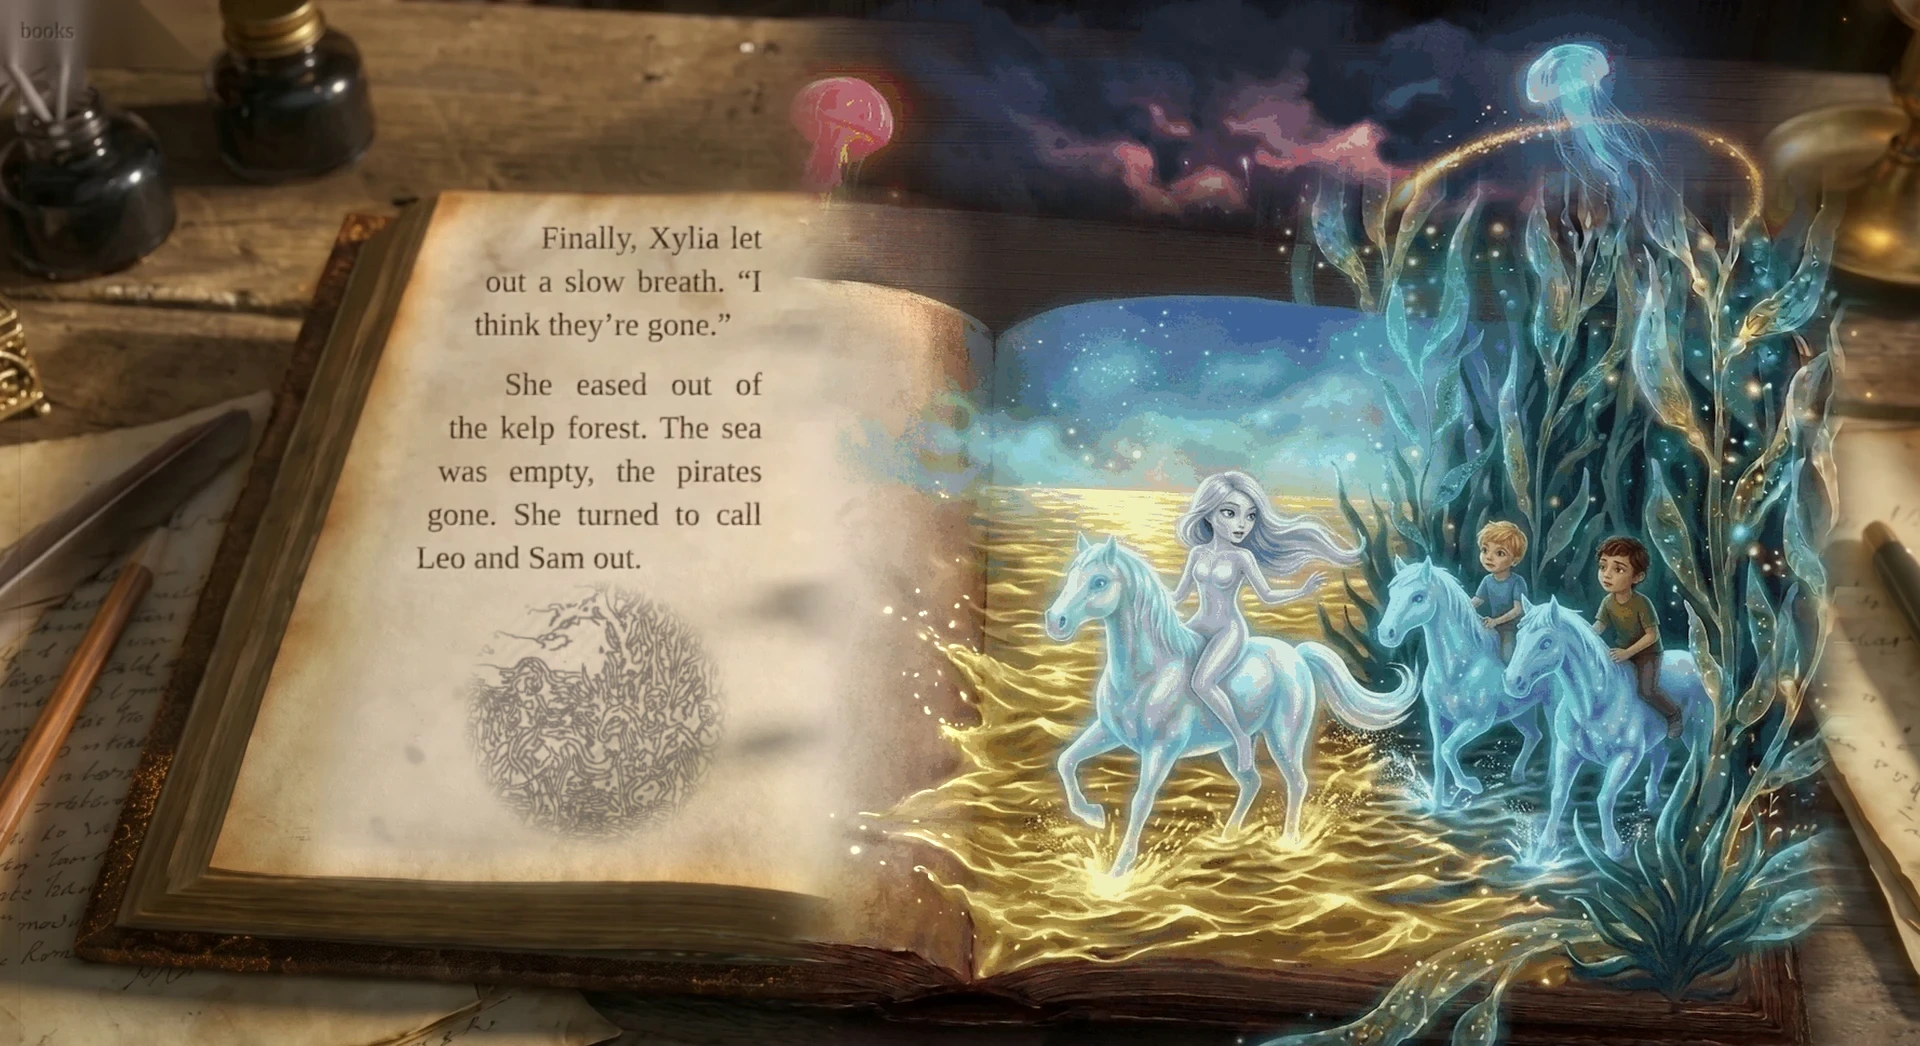 books
Finally, Xylia let
out a slow breath. “I
think they’re gone.”
She eased out of
the kelp forest. The sea
was empty, the pirates
gone. She turned to call
Leo and Sam out.